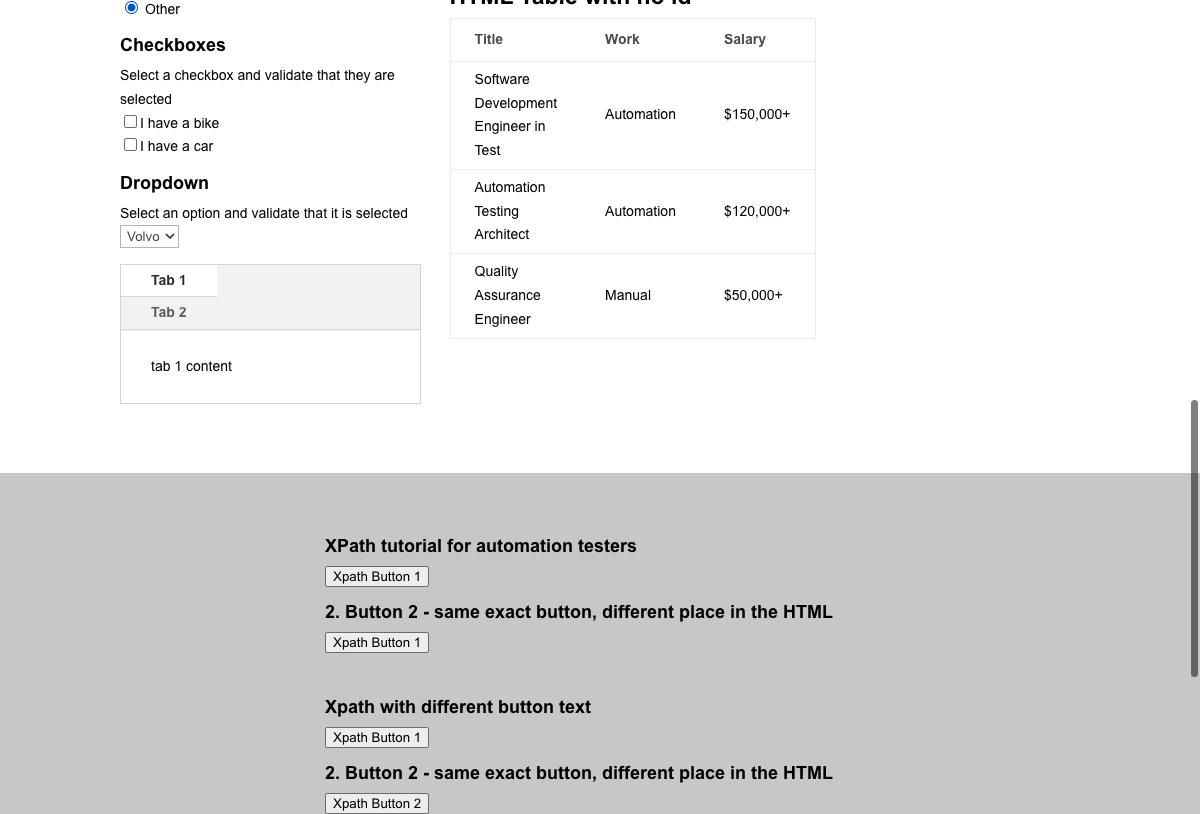 Other
Checkboxes
Select a checkbox and validate that they are
selected
I have a bike
I have a car
Dropdown
Select an option and validate that it is selected
Volvo
Tab 1
Tab 2
tab 1 content
HTML Table with no id
Title Work Salary
Software
Development
Engineer in
Test
Automation
$150,000+
Automation
Testing
Architect
Automation
$120,000+
Quality
Assurance
Engineer
Manual
$50,000+
XPath tutorial for automation testers
Xpath Button 1
2. Button 2 - same exact button, different place in the HTML
Xpath Button 1
Xpath with different button text
Xpath Button 1
2. Button 2 - same exact button, different place in the HTML
Xpath Button 2